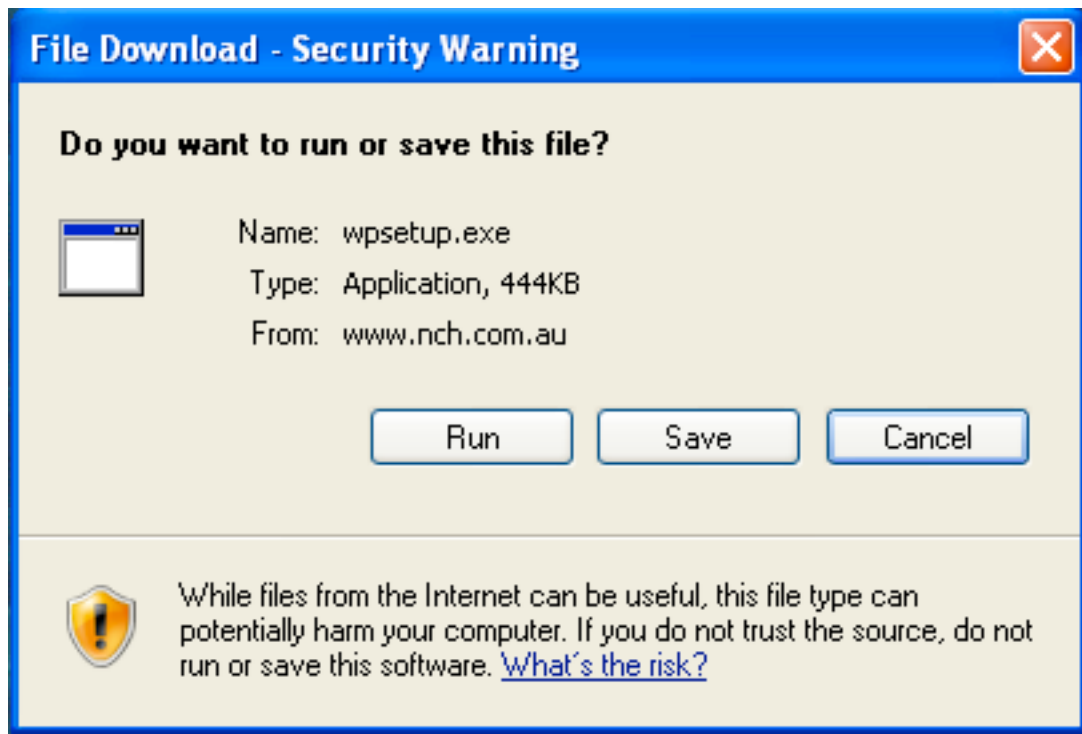 File Download - Security Warning
Do you want to run or save this file?
Name: wpsetup.exe
Type: Application, 444KB
From: www.nch.com.au
Run Save Cancel
While files from the Internet can be useful, this file type can
potentially harm your computer. If you do not trust the source, do not
run or save this software. What´s the risk?